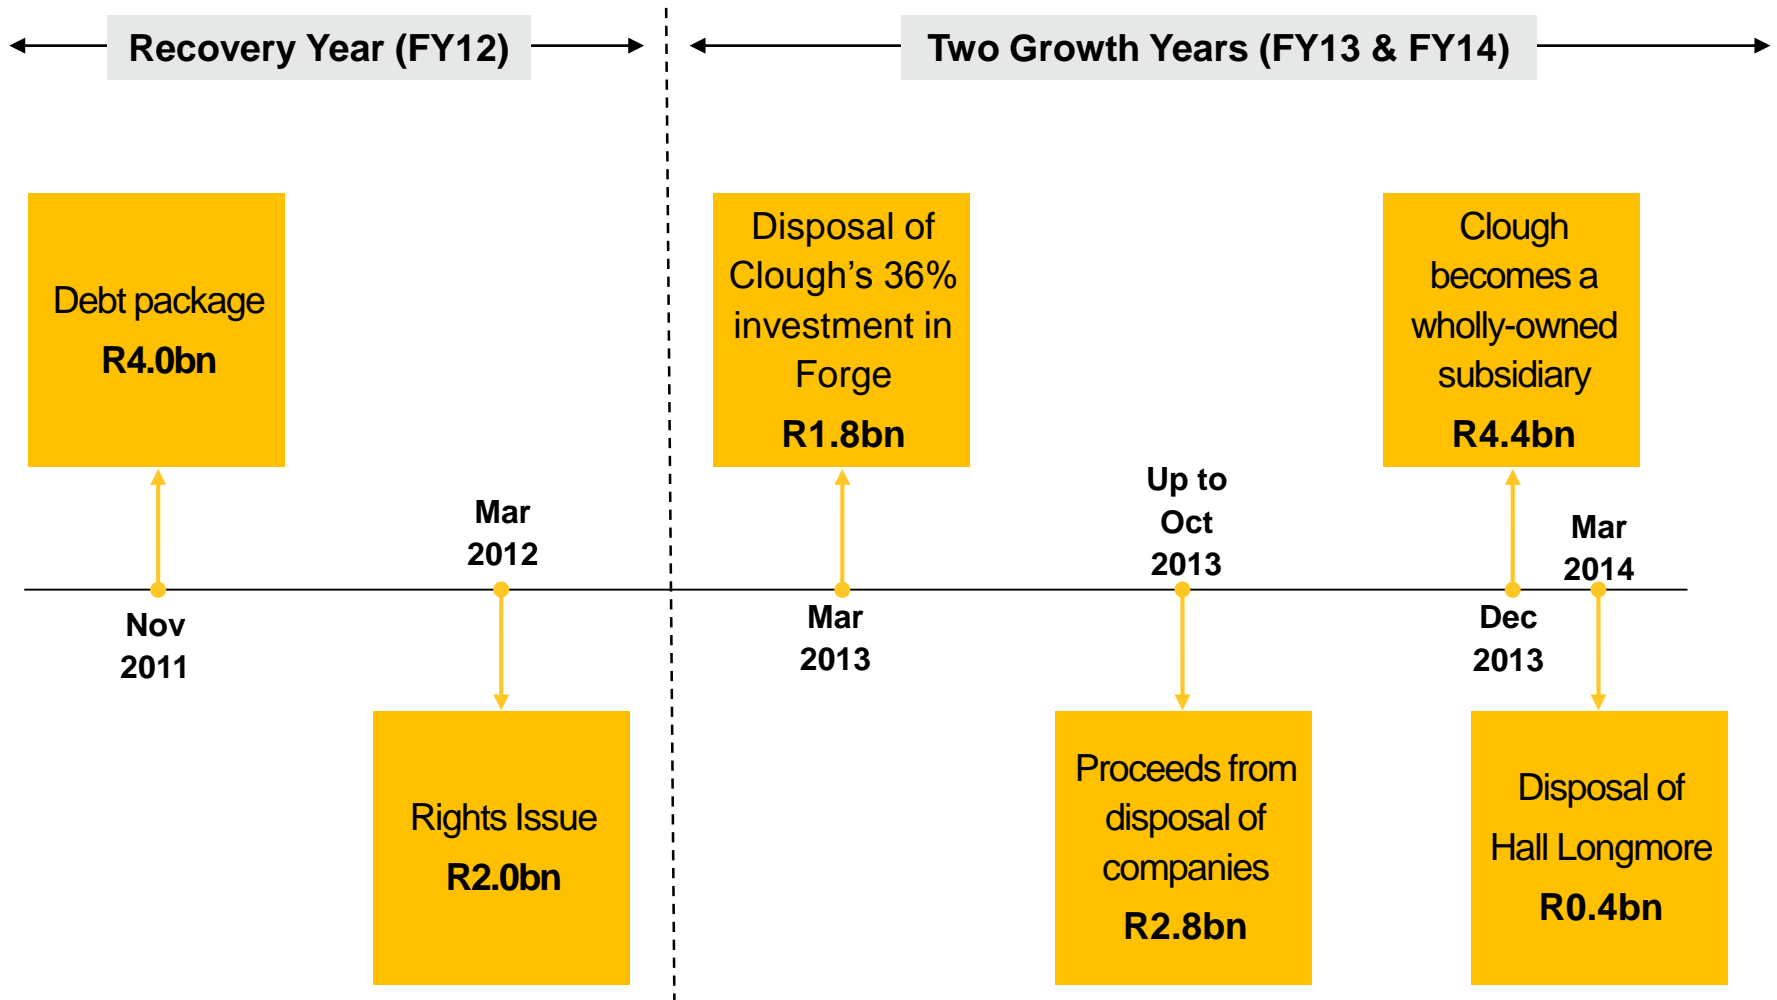 Recovery Year (FY12)
Two Growth Years (FY13 & FY14)
Debt package
R4.0bn
Nov
2011
Mar
2012
Rights Issue
R2.0bn
Disposal of
Clough’s 36%
investment in
Forge
R1.8bn
Mar
2013
Up to
Oct
2013
Proceeds from
disposal of
companies
R2.8bn
Clough
becomes a
wholly-owned
subsidiary
R4.4bn
Dec
2013
Mar
2014
Disposal of
Hall Longmore
R0.4bn